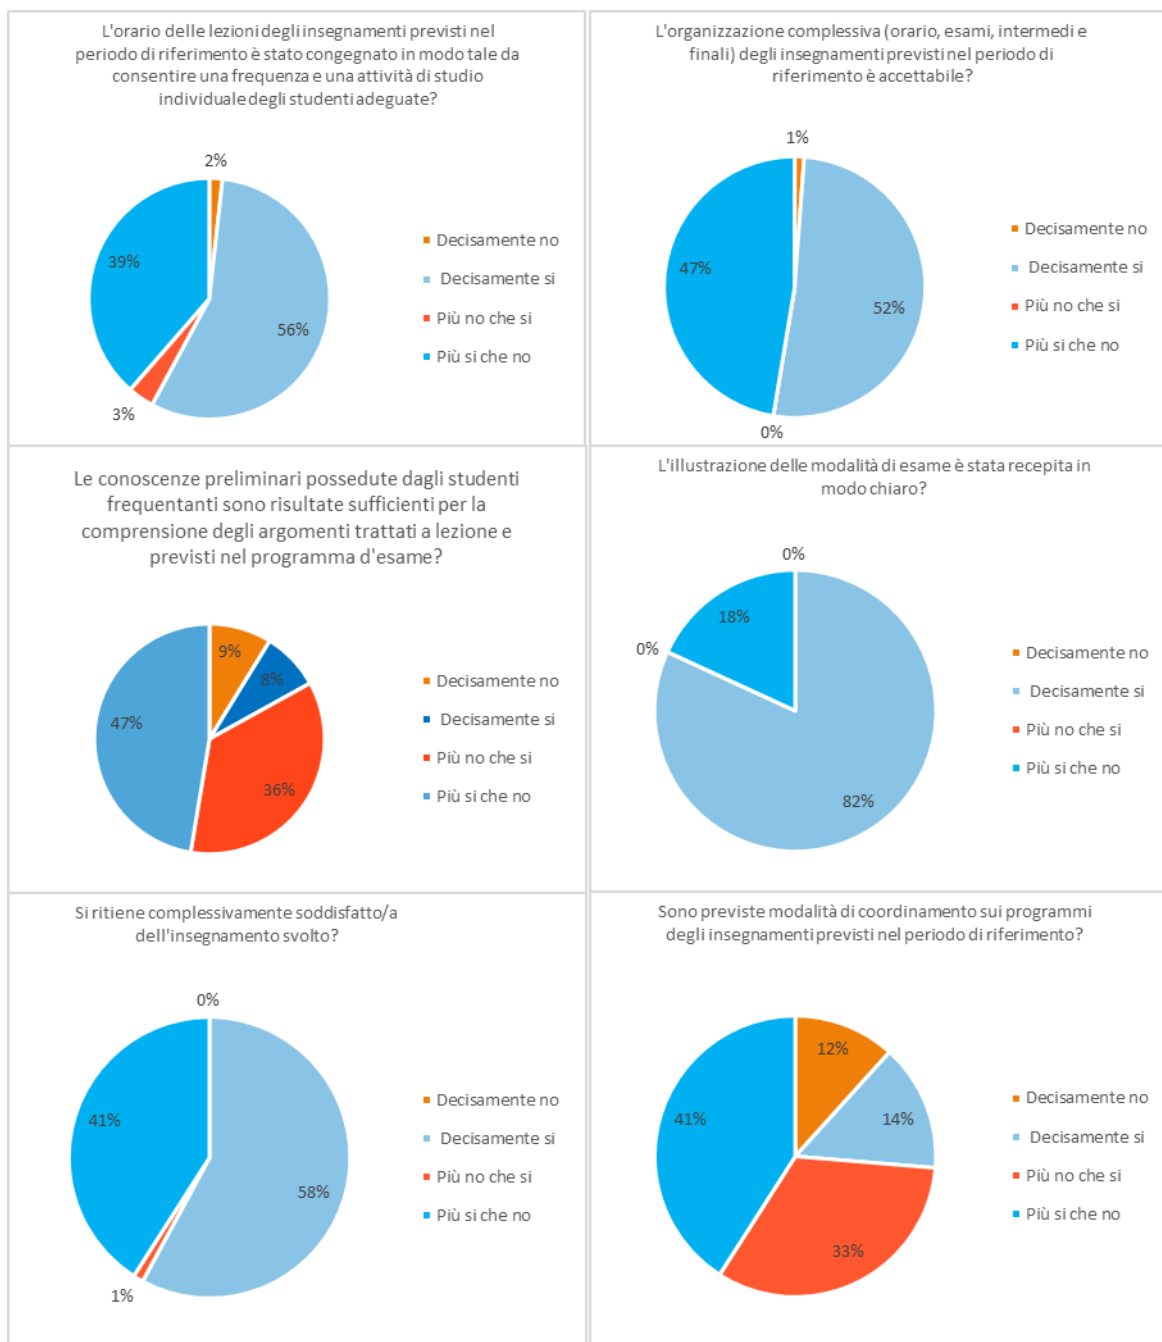 L'orario delle lezioni degli insegnamenti previsti nel
periodo di riferimento è stato congegnato in modo tale da
consentire una frequenza e una attività di studio
individuale degli studenti adeguate?
2%
39%
56%
3%
Decisamente no
Decisamente si
Più no che si
Più si che no
L'organizzazione complessiva (orario, esami, intermedi e
finali) degli insegnamenti previsti nel periodo di
riferimento è accettabile?
1%
47%
52%
0%
Decisamente no
Decisamente si
Più no che si
Più si che no
Le conoscenze preliminari possedute dagli studenti
frequentanti sono risultate sufficienti per la
comprensione degli argomenti trattati a lezione e
previsti nel programma d'esame?
9%
8%
47%
36%
Decisamente no
Decisamente si
Più no che si
Più si che no
L'illustrazione delle modalità di esame è stata recepita in
modo chiaro?
0%
18%
0%
82%
Decisamente no
Decisamente si
Più no che si
Più si che no
Si ritiene complessivamente soddisfatto/a
dell'insegnamento svolto?
0%
41%
58%
1%
Decisamente no
Decisamente si
Più no che si
Più si che no
Sono previste modalità di coordinamento sui programmi
degli insegnamenti previsti nel periodo di riferimento?
12%
41%
14%
33%
Decisamente no
Decisamente si
Più no che si
Più si che no